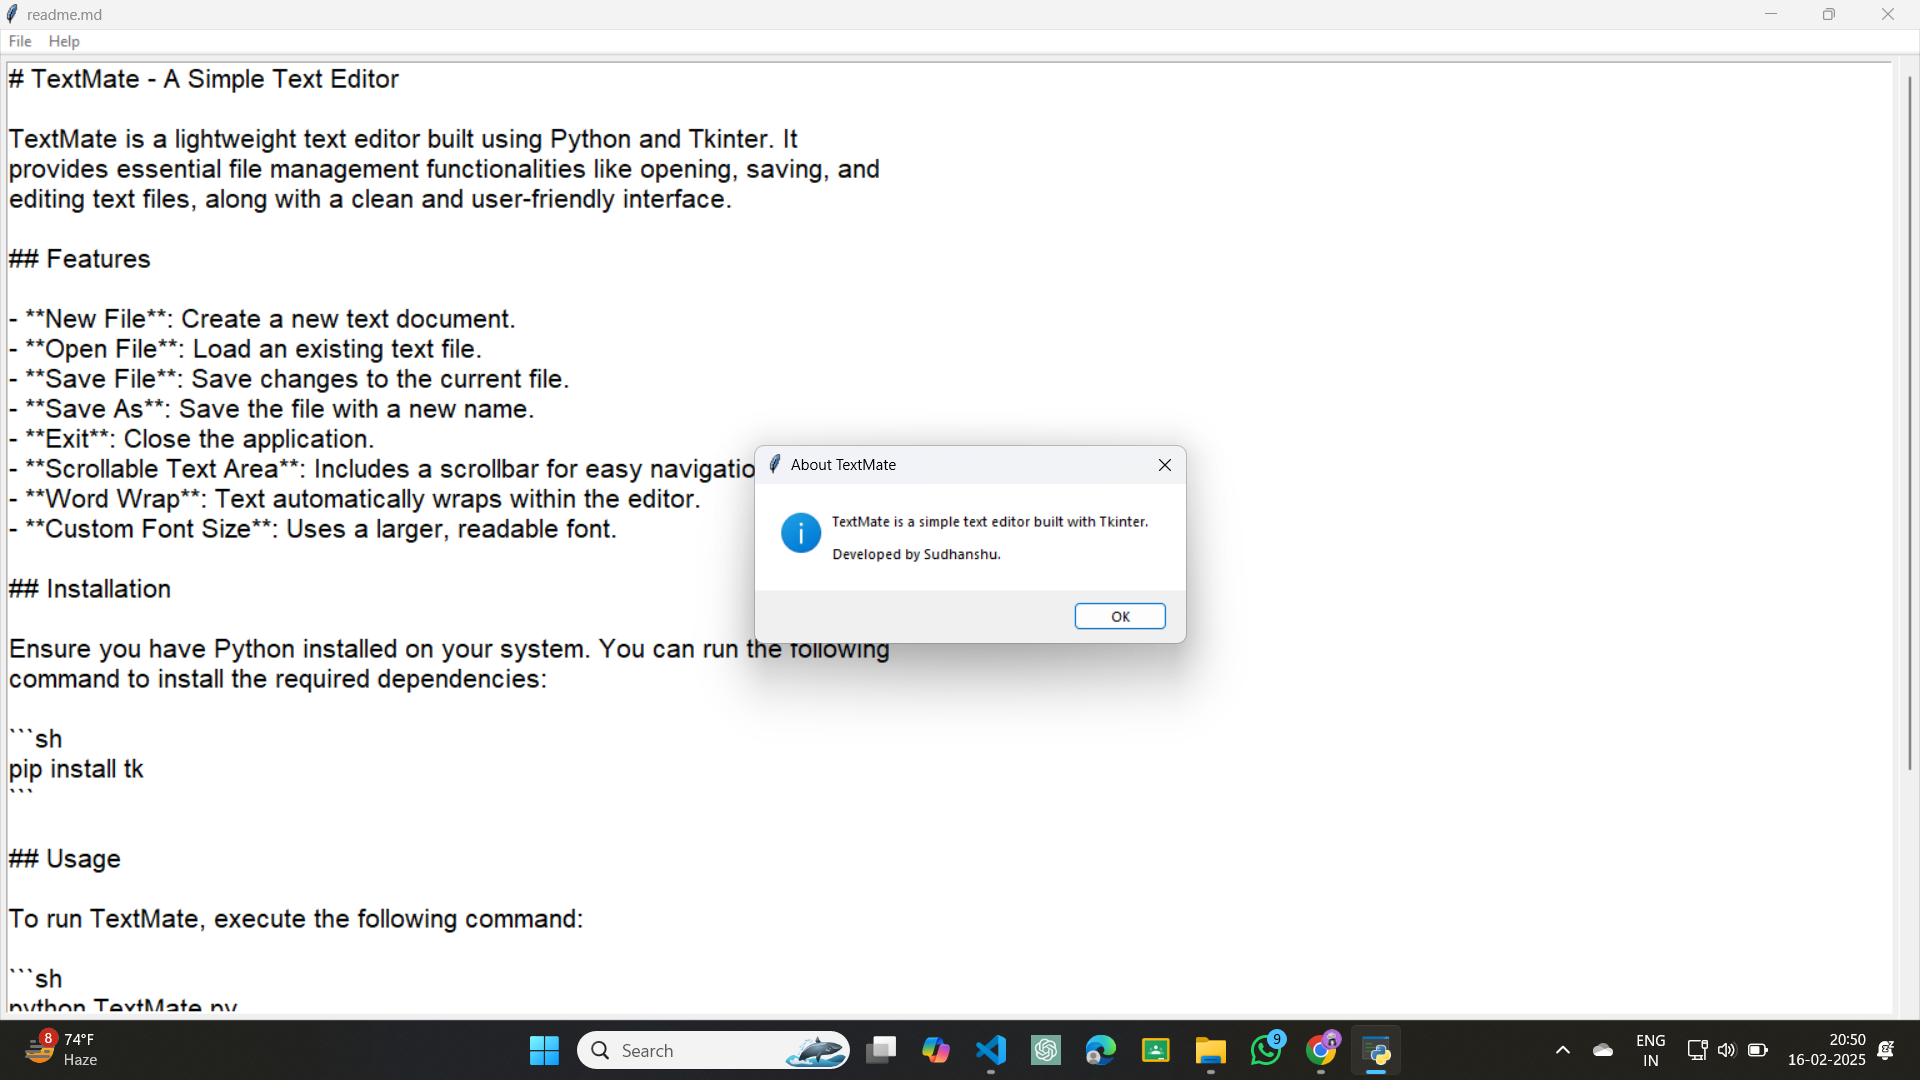 readme.md
File Help
# TextMate - A Simple Text Editor
TextMate is a lightweight text editor built using Python and Tkinter. It
provides essential file management functionalities like opening, saving, and
editing text files, along with a clean and user-friendly interface.
## Features
- **New File**: Create a new text document.
- **Open File**: Load an existing text file.
- **Save File**: Save changes to the current file.
- **Save As**: Save the file with a new name.
- **Exit**: Close the application.
- **Scrollable Text Area**: Includes a scrollbar for easy navigatio
- **Word Wrap**: Text automatically wraps within the editor.
- **Custom Font Size**: Uses a larger, readable font.
## Installation
Ensure you have Python installed on your system. You can run the following
command to install the required dependencies:
```sh
pip install tk
```
## Usage
To run TextMate, execute the following command:
```sh
python TextMate.py
About TextMate
TextMate is a simple text editor built with Tkinter.
Developed by Sudhanshu.
OK
8
74°F
Haze
Search
9
ENG
IN
20:50
16-02-2025